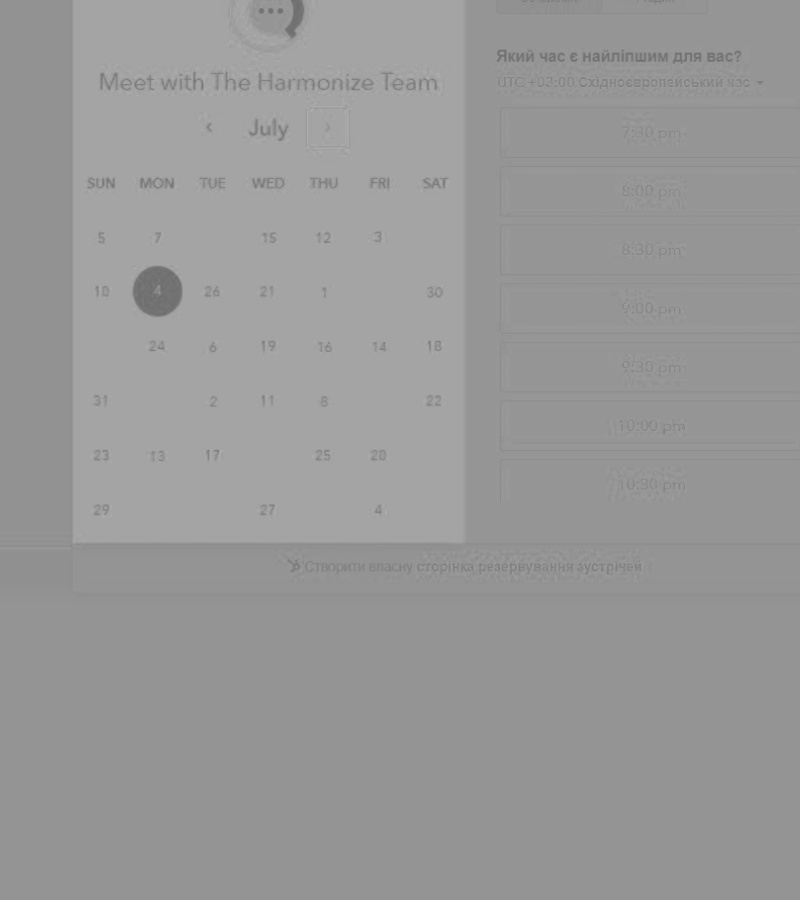 Meet with The Harmonize Team
‹ July ›
SUN MON TUE WED THU FRI SAT
5 7 15 12 3
10 4 26 21 1 30
24 6 19 16 14 18
31 2 11 8 22
23 13 17 25 20
29 27 4
Який час є найліпшим для вас?
UTC +03:00 Східноєвропейський час
7:30 pm
8:00 pm
8:30 pm
9:00 pm
9:30 pm
10:00 pm
10:30 pm
Створити власну сторінка резервування зустрічей